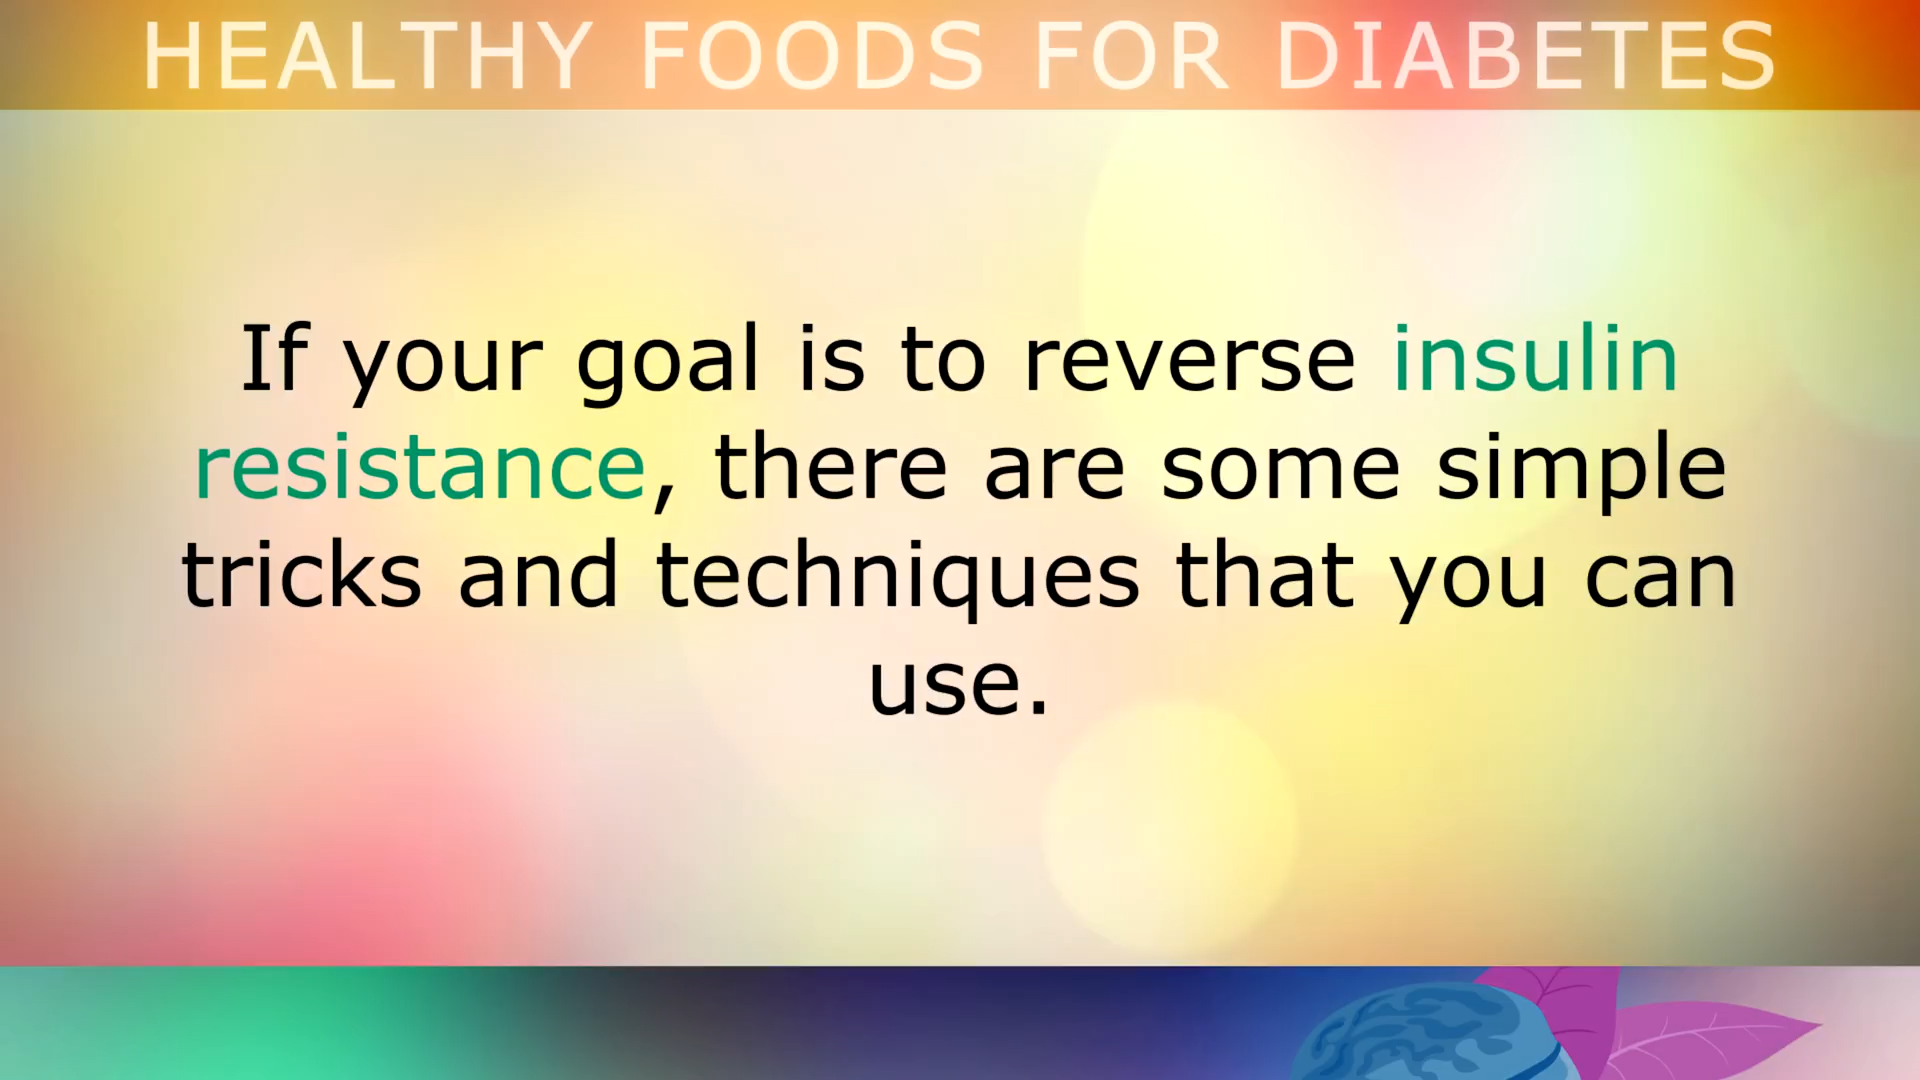 HEALTHY FOODS FOR DIABETES
If your goal is to reverse insulin
resistance, there are some simple
tricks and techniques that you can
use.